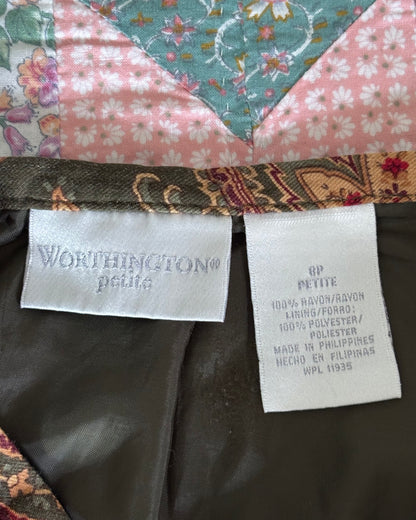 WORTHINGTON®
petite
8P
PETITE
100% RAYON/RAYON
LINING/FORRO:
100% POLYESTER/
POLIESTER
MADE IN PHILIPPINES
HECHO EN FILIPINAS
WPL 11935